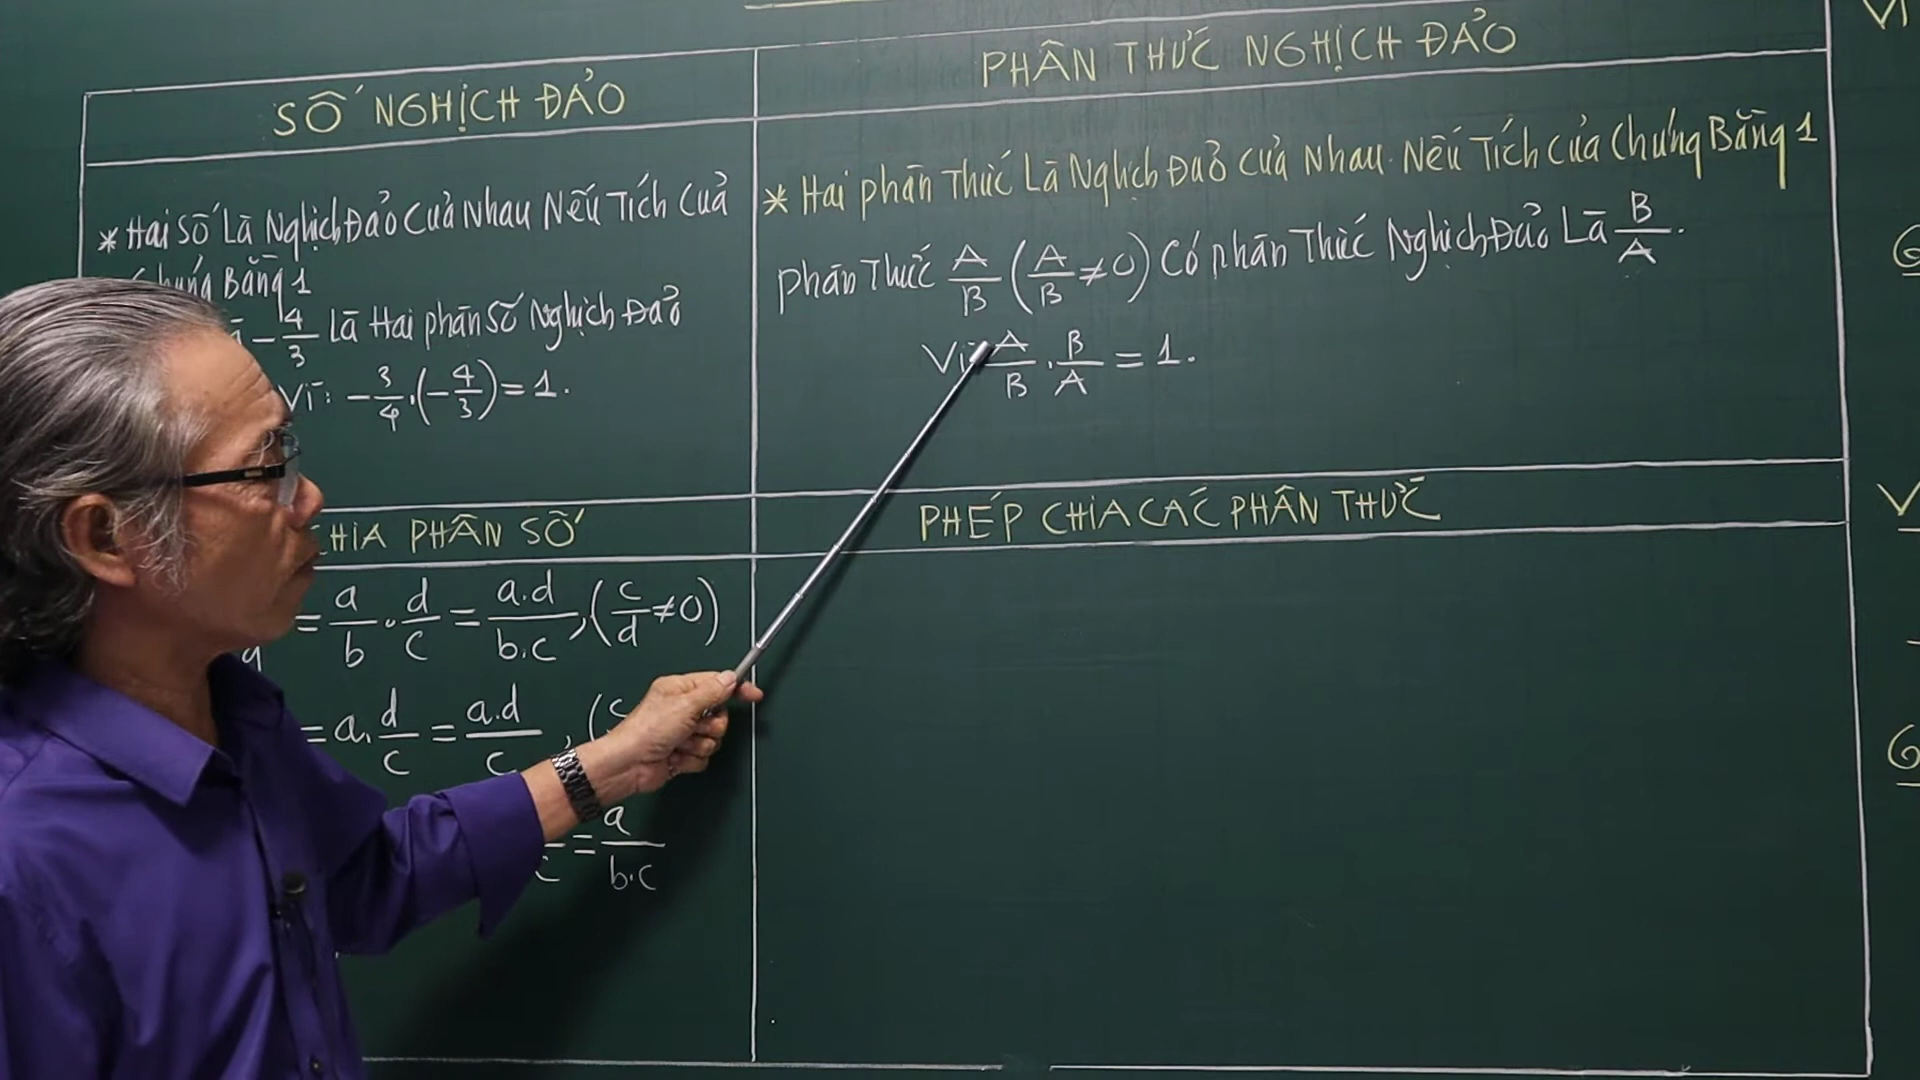 SỐ NGHỊCH ĐẢO
* Hai Số Là Nghịch Đảo Của Nhau Nếu Tích Của
Chúng Bằng 1
- 4/3 Là Hai phân Số Nghịch Đảo
Vì: - 3/4 . (- 4/3) = 1.
PHÂN THỨC NGHỊCH ĐẢO
* Hai phân Thức Là Nghịch Đảo Của Nhau Nếu Tích Của Chúng Bằng 1
phân Thức A/B (A/B ≠ 0) Có phân Thức Nghịch Đảo Là B/A.
Vì A/B . B/A = 1.
CHIA PHÂN SỐ
= a/b . d/c = a.d/b.c, (c/d ≠ 0)
= a. d/c = a.d/c, (
= a/b.c
PHÉP CHIA CÁC PHÂN THỨC